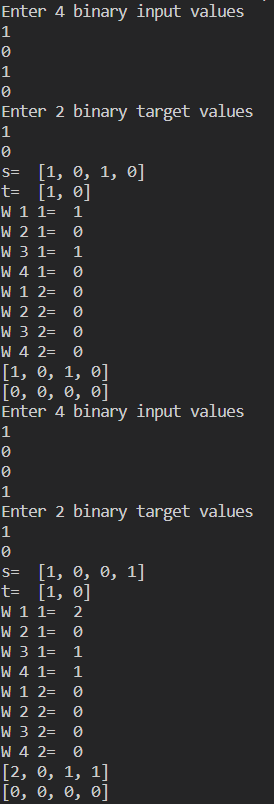 Enter 4 binary input values
1
0
1
0
Enter 2 binary target values
1
0
s=  [1, 0, 1, 0]
t=  [1, 0]
W 1 1=  1
W 2 1=  0
W 3 1=  1
W 4 1=  0
W 1 2=  0
W 2 2=  0
W 3 2=  0
W 4 2=  0
[1, 0, 1, 0]
[0, 0, 0, 0]
Enter 4 binary input values
1
0
0
1
Enter 2 binary target values
1
0
s=  [1, 0, 0, 1]
t=  [1, 0]
W 1 1=  2
W 2 1=  0
W 3 1=  1
W 4 1=  1
W 1 2=  0
W 2 2=  0
W 3 2=  0
W 4 2=  0
[2, 0, 1, 1]
[0, 0, 0, 0]